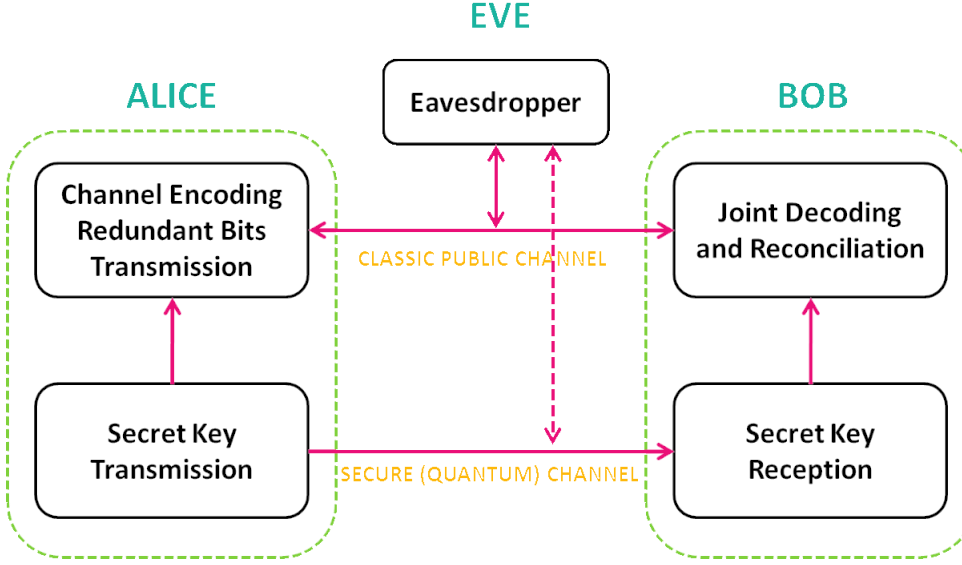 EVE
ALICE
Eavesdropper
BOB
Channel Encoding
Redundant Bits
Transmission
Joint Decoding
and Reconciliation
CLASSIC PUBLIC CHANNEL
Secret Key
Transmission
Secret Key
Reception
SECURE (QUANTUM) CHANNEL